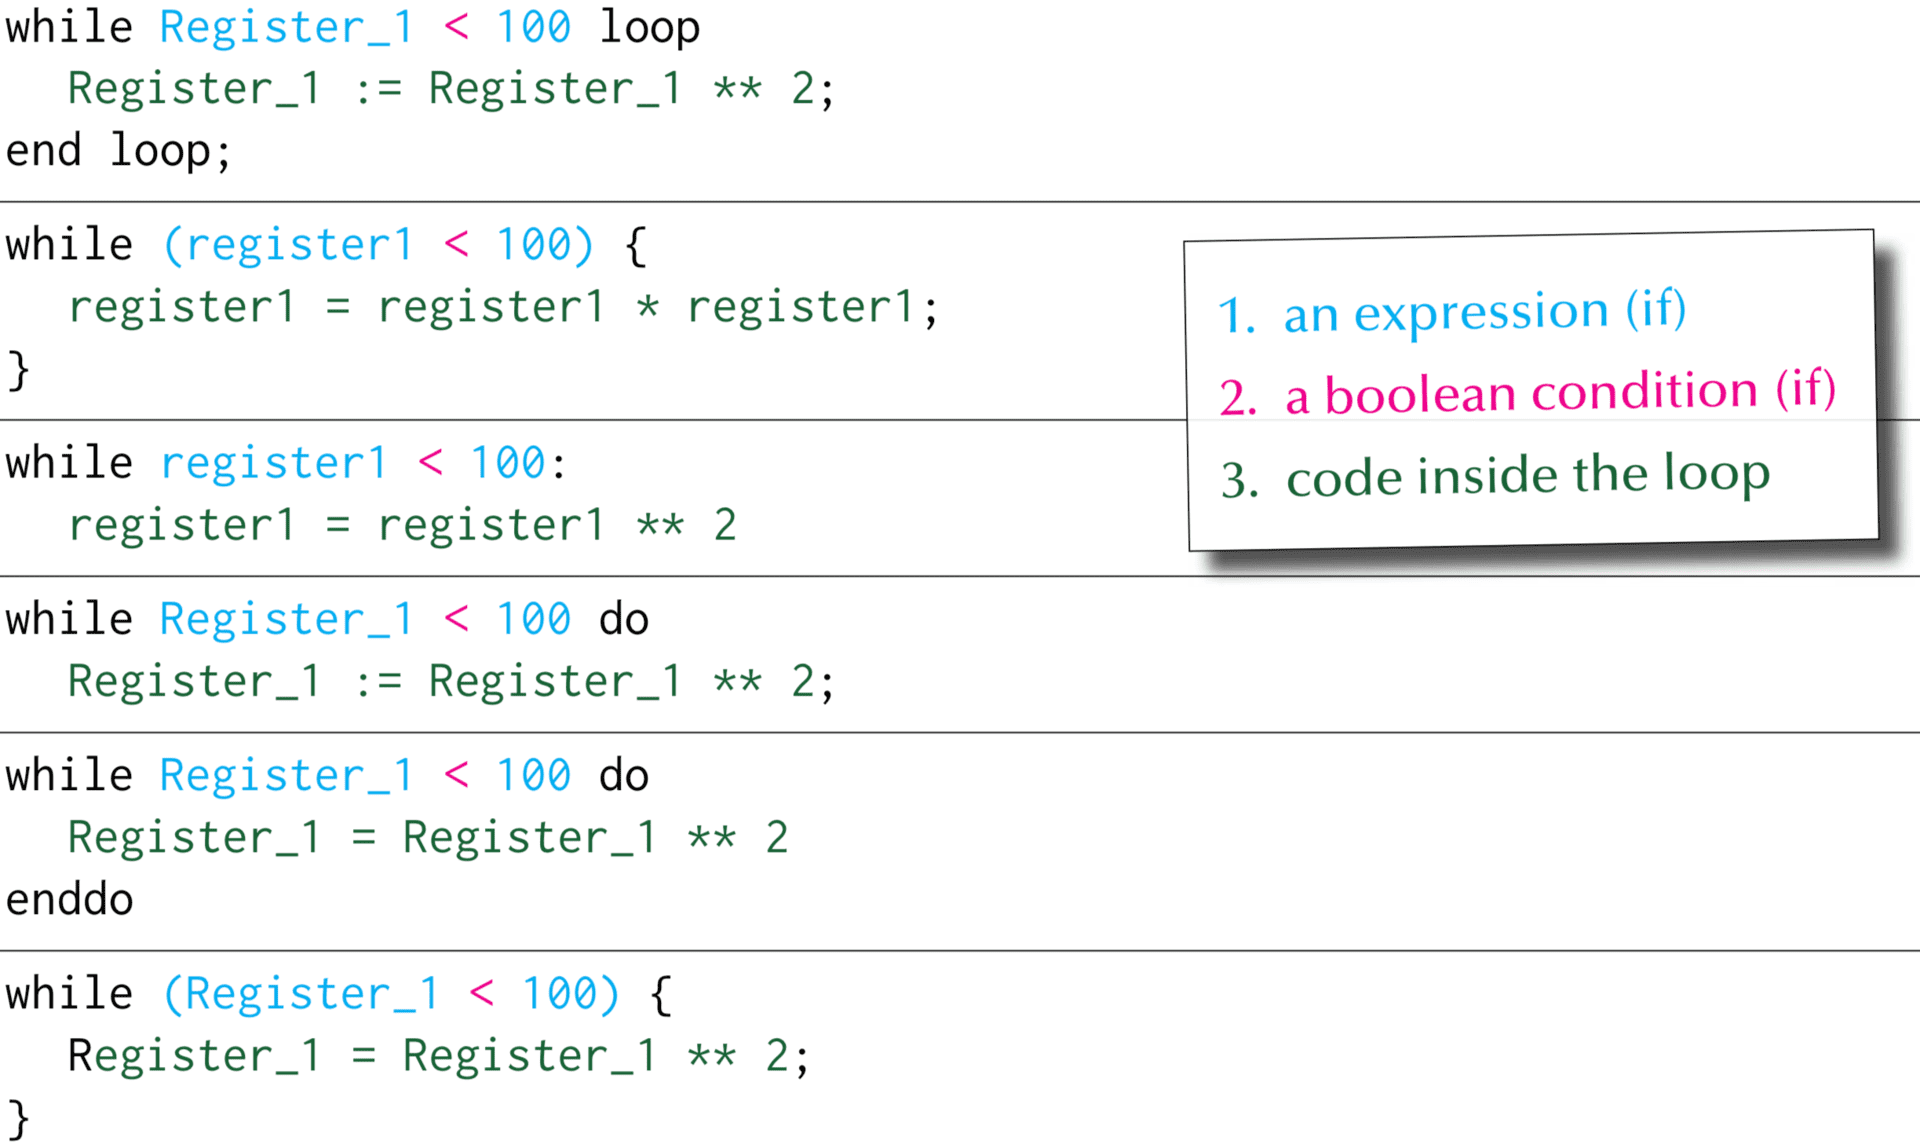 while Register_1 < 100 loop
Register_1 := Register_1 ** 2;
end loop;
while (register1 < 100) {
register1 = register1 * register1;
}
while register1 < 100:
register1 = register1 ** 2
while Register_1 < 100 do
Register_1 := Register_1 ** 2;
while Register_1 < 100 do
Register_1 = Register_1 ** 2
enddo
while (Register_1 < 100) {
Register_1 = Register_1 ** 2;
}
1. an expression (if)
2. a boolean condition (if)
3. code inside the loop